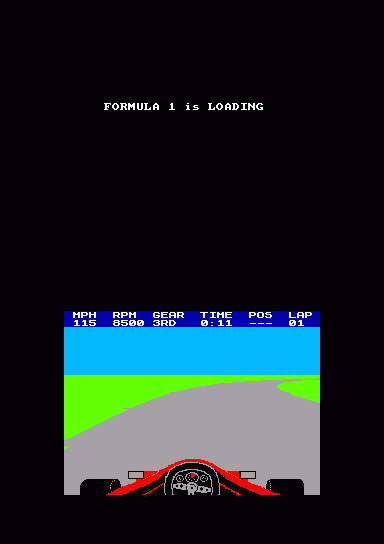 FORMULA 1 is LOADING
MPH RPM GEAR TIME POS LAP
115 8500 3RD 0:11 --- 01